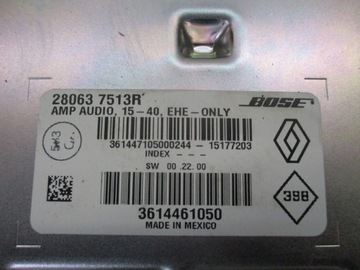 28063 7513R
BOSE
AMP AUDIO, 15-40, EHE-ONLY
361447105000244 - 15177203
INDEX - - -
SW 00.22.00
398
3614461050
MADE IN MEXICO